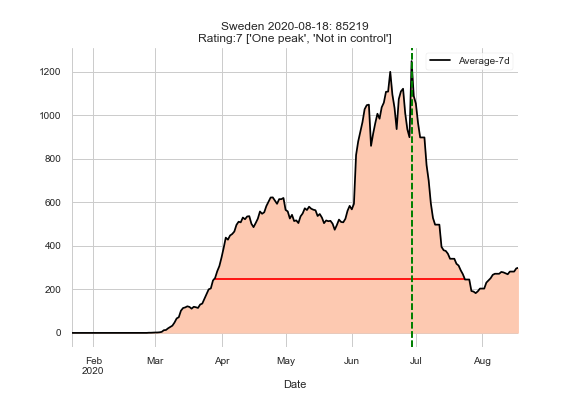 Sweden 2020-08-18: 85219
Rating:7 ['One peak', 'Not in control']
Average-7d
1200
1000
800
600
400
200
0
Feb
2020
Mar
Apr
May
Jun
Jul
Aug
Date